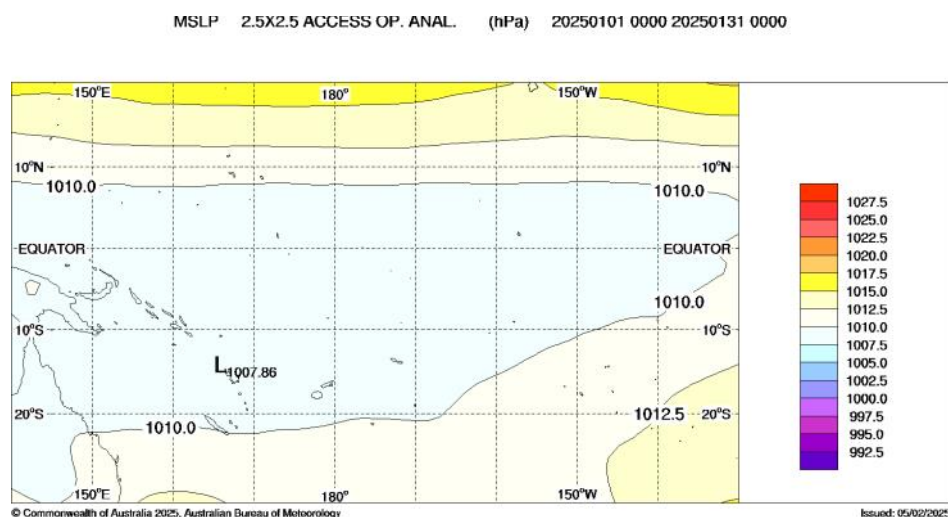 MSLP 2.5X2.5 ACCESS OP. ANAL. (hPa) 20250101 0000 20250131 0000
150°E 180° 150°W
10°N 10°N
1010.0 1010.0
EQUATOR EQUATOR
1010.0
10°S 10°S
L 1007.86
1012.5 20°S
20°S
1010.0
150°E 180° 150°W
1027.5
1025.0
1022.5
1020.0
1017.5
1015.0
1012.5
1010.0
1007.5
1005.0
1002.5
1000.0
997.5
995.0
992.5
© Commonwealth of Australia 2025, Australian Bureau of Meteorology Issued: 05/02/2025